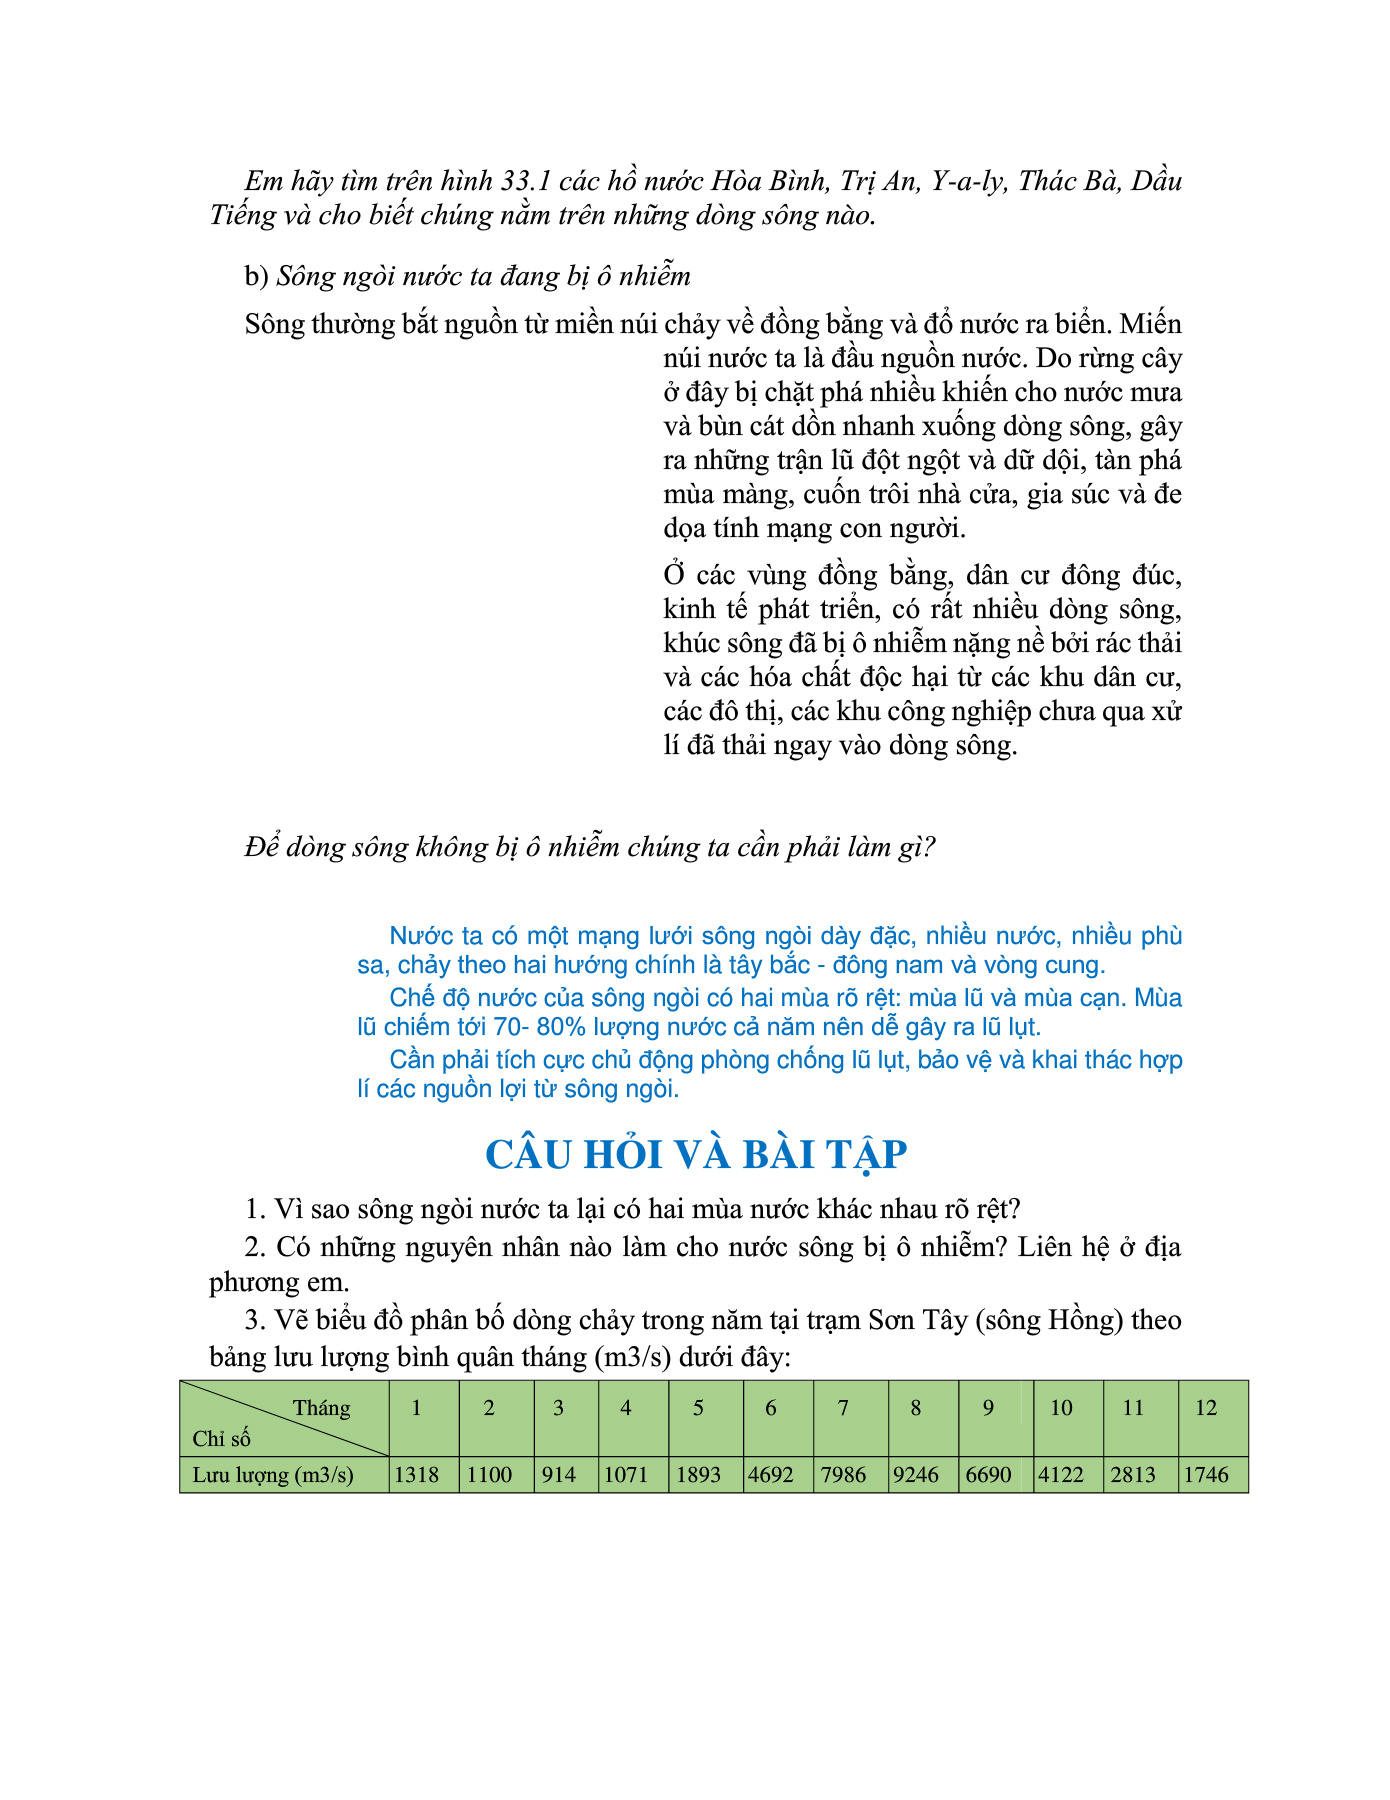 Em hãy tìm trên hình 33.1 các hồ nước Hòa Bình, Trị An, Y-a-ly, Thác Bà, Dầu
Tiếng và cho biết chúng nằm trên những dòng sông nào.
b) Sông ngòi nước ta đang bị ô nhiễm
Sông thường bắt nguồn từ miền núi chảy về đồng bằng và đổ nước ra biển. Miến
núi nước ta là đầu nguồn nước. Do rừng cây
ở đây bị chặt phá nhiều khiến cho nước mưa
và bùn cát dồn nhanh xuống dòng sông, gây
ra những trận lũ đột ngột và dữ dội, tàn phá
mùa màng, cuốn trôi nhà cửa, gia súc và đe
dọa tính mạng con người.
Ở các vùng đồng bằng, dân cư đông đúc,
kinh tế phát triển, có rất nhiều dòng sông,
khúc sông đã bị ô nhiễm nặng nề bởi rác thải
và các hóa chất độc hại từ các khu dân cư,
các đô thị, các khu công nghiệp chưa qua xử
lí đã thải ngay vào dòng sông.
Để dòng sông không bị ô nhiễm chúng ta cần phải làm gì?
Nước ta có một mạng lưới sông ngòi dày đặc, nhiều nước, nhiều phù
sa, chảy theo hai hướng chính là tây bắc - đông nam và vòng cung.
Chế độ nước của sông ngòi có hai mùa rõ rệt: mùa lũ và mùa cạn. Mùa
lũ chiếm tới 70- 80% lượng nước cả năm nên dễ gây ra lũ lụt.
Cần phải tích cực chủ động phòng chống lũ lụt, bảo vệ và khai thác hợp
lí các nguồn lợi từ sông ngòi.
CÂU HỎI VÀ BÀI TẬP
1. Vì sao sông ngòi nước ta lại có hai mùa nước khác nhau rõ rệt?
2. Có những nguyên nhân nào làm cho nước sông bị ô nhiễm? Liên hệ ở địa
phương em.
3. Vẽ biểu đồ phân bố dòng chảy trong năm tại trạm Sơn Tây (sông Hồng) theo
bảng lưu lượng bình quân tháng (m3/s) dưới đây:
Tháng 1 2 3 4 5 6 7 8 9 10 11 12
Chỉ số
Lưu lượng (m3/s) 1318 1100 914 1071 1893 4692 7986 9246 6690 4122 2813 1746